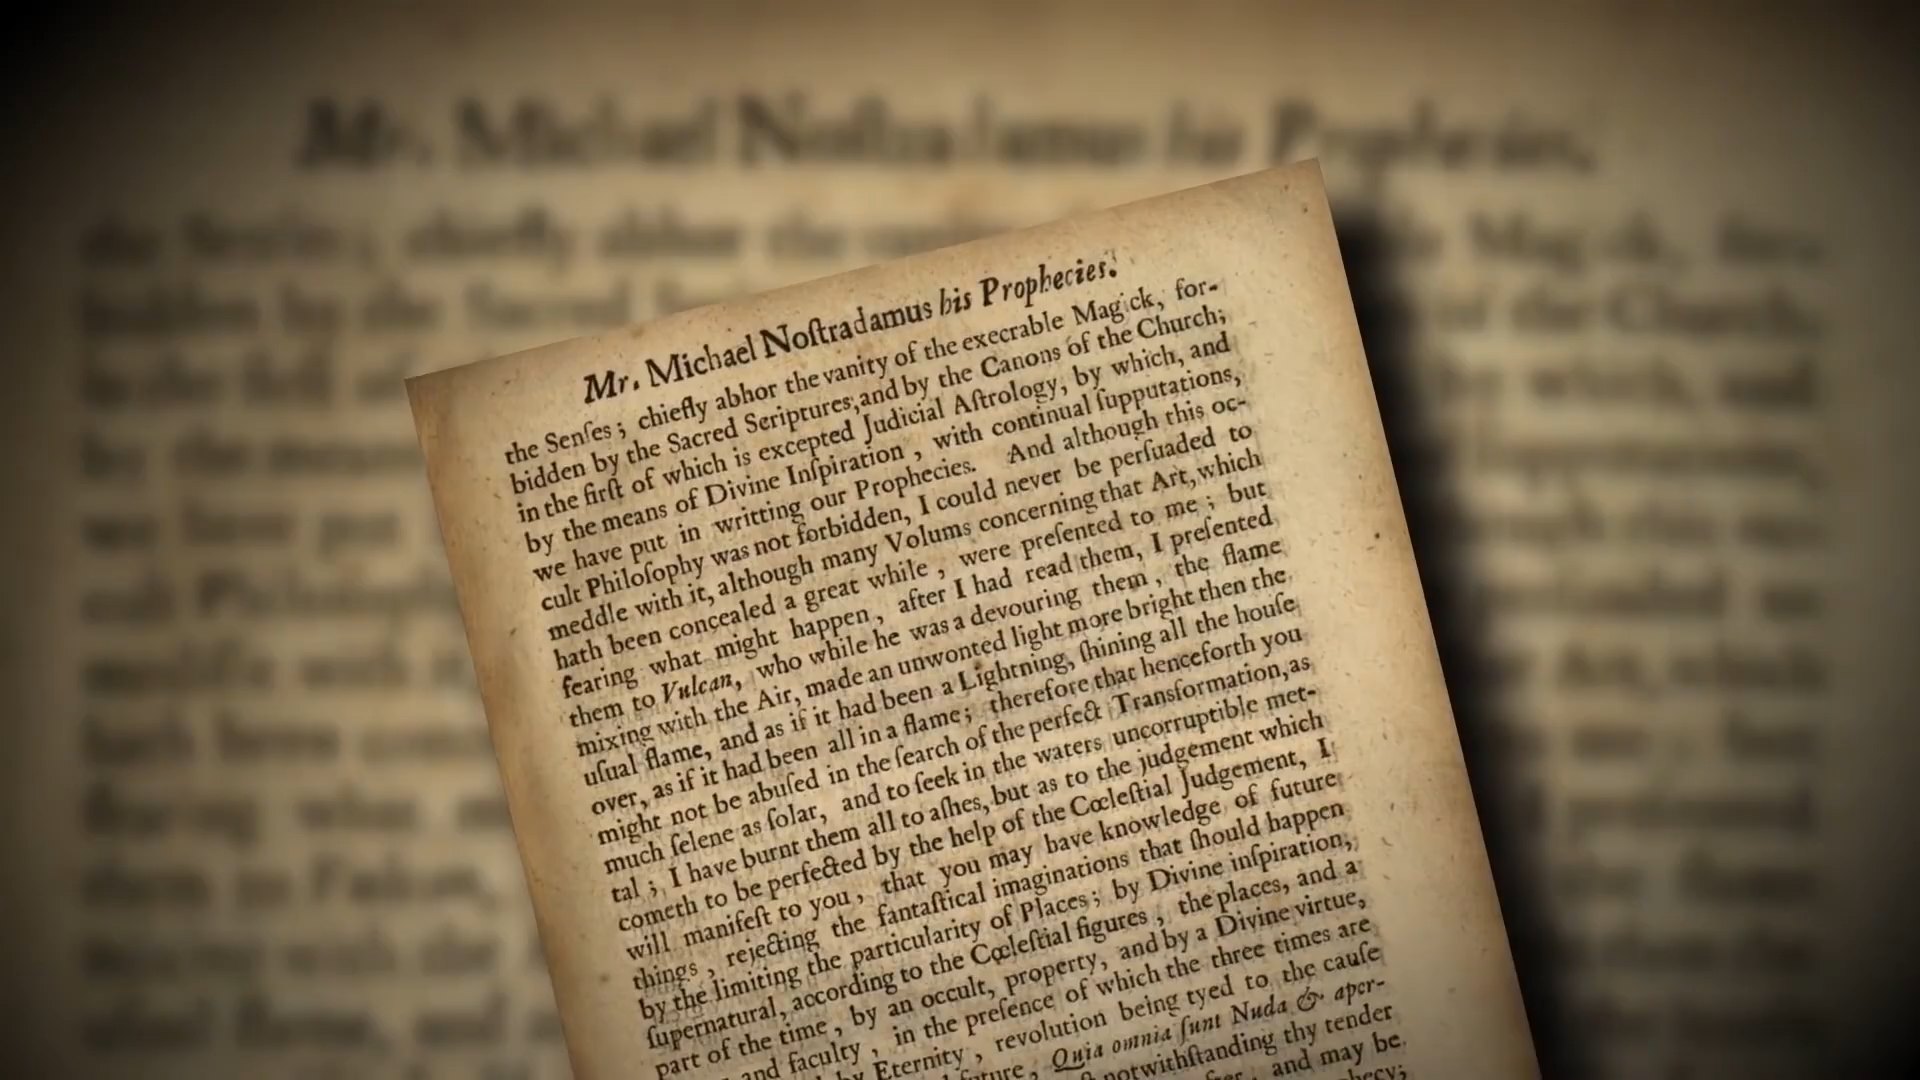 Mr. Michael Noſtradamus his Prophecies.
the Senſes; chiefly abhor the vanity of the execrable Magick, for-
bidden by the Sacred Scriptures, and by the Canons of the Church;
in the firſt of which is excepted Judicial Aſtrology, by which, and
by the means of Divine Inſpiration, with continual ſupputations,
we have put in writting our Prophecies. And although this oc-
cult Philoſophy was not forbidden, I could never be perſuaded to
meddle with it, although many Volums concerning that Art, which
hath been concealed a great while, were preſented to me; but
fearing what might happen, after I had read them, I preſented
them to Vulcan, who while he was a devouring them, the flame
mixing with the Air, made an unwonted light more bright then the
uſual flame, and as if it had been a Lightning, ſhining all the houſe
over, as if it had been all in a flame; therefore that henceforth you
might not be abuſed in the ſearch of the perfect Transformation, as
much ſelene as ſolar, and to ſeek in the waters uncorruptible met-
tal; I have burnt them all to aſhes, but as to the judgement which
cometh to be perfected by the help of the Cœleſtial Judgement, I
will manifeſt to you, that you may have knowledge of future
things, rejecting the fantaſtical imaginations that ſhould happen
by the limiting the particularity of Places; by Divine inſpiration,
ſupernatural, according to the Cœleſtial figures, the places, and a
part of the time, by an occult, property, and by a Divine virtue,
and faculty, in the preſence of which the three times are
by Eternity, revolution being tyed to the cauſe
future, Quia omnia ſunt Nuda & aper-
notwithſtanding thy tender
and may be